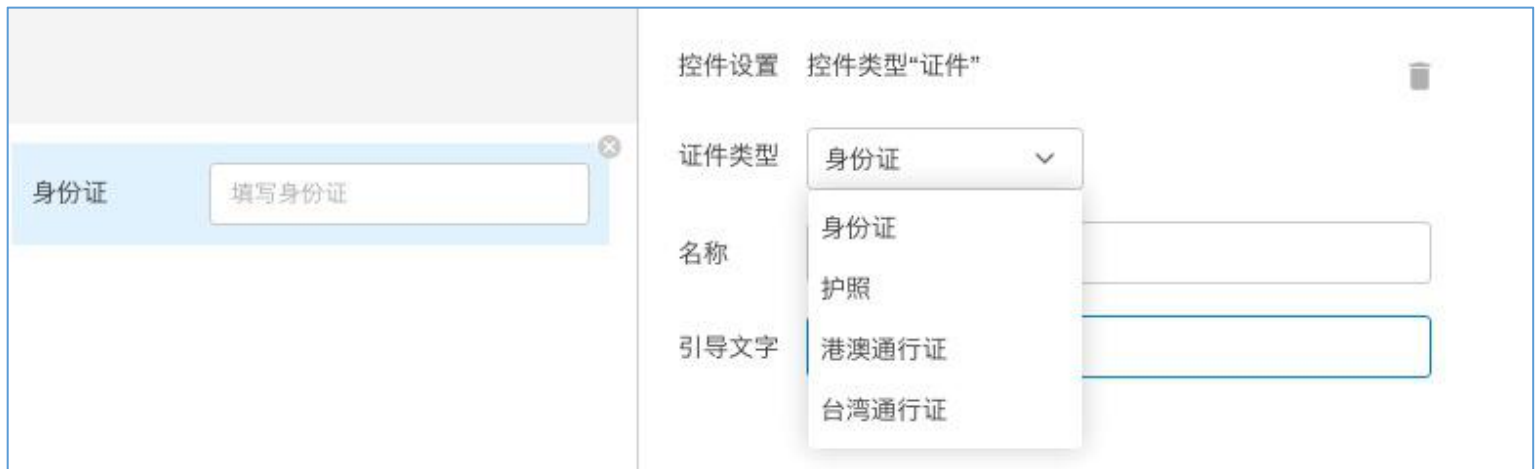 身份证
填写身份证
控件设置 控件类型“证件”
证件类型 身份证
身份证
名称
护照
引导文字
港澳通行证
台湾通行证